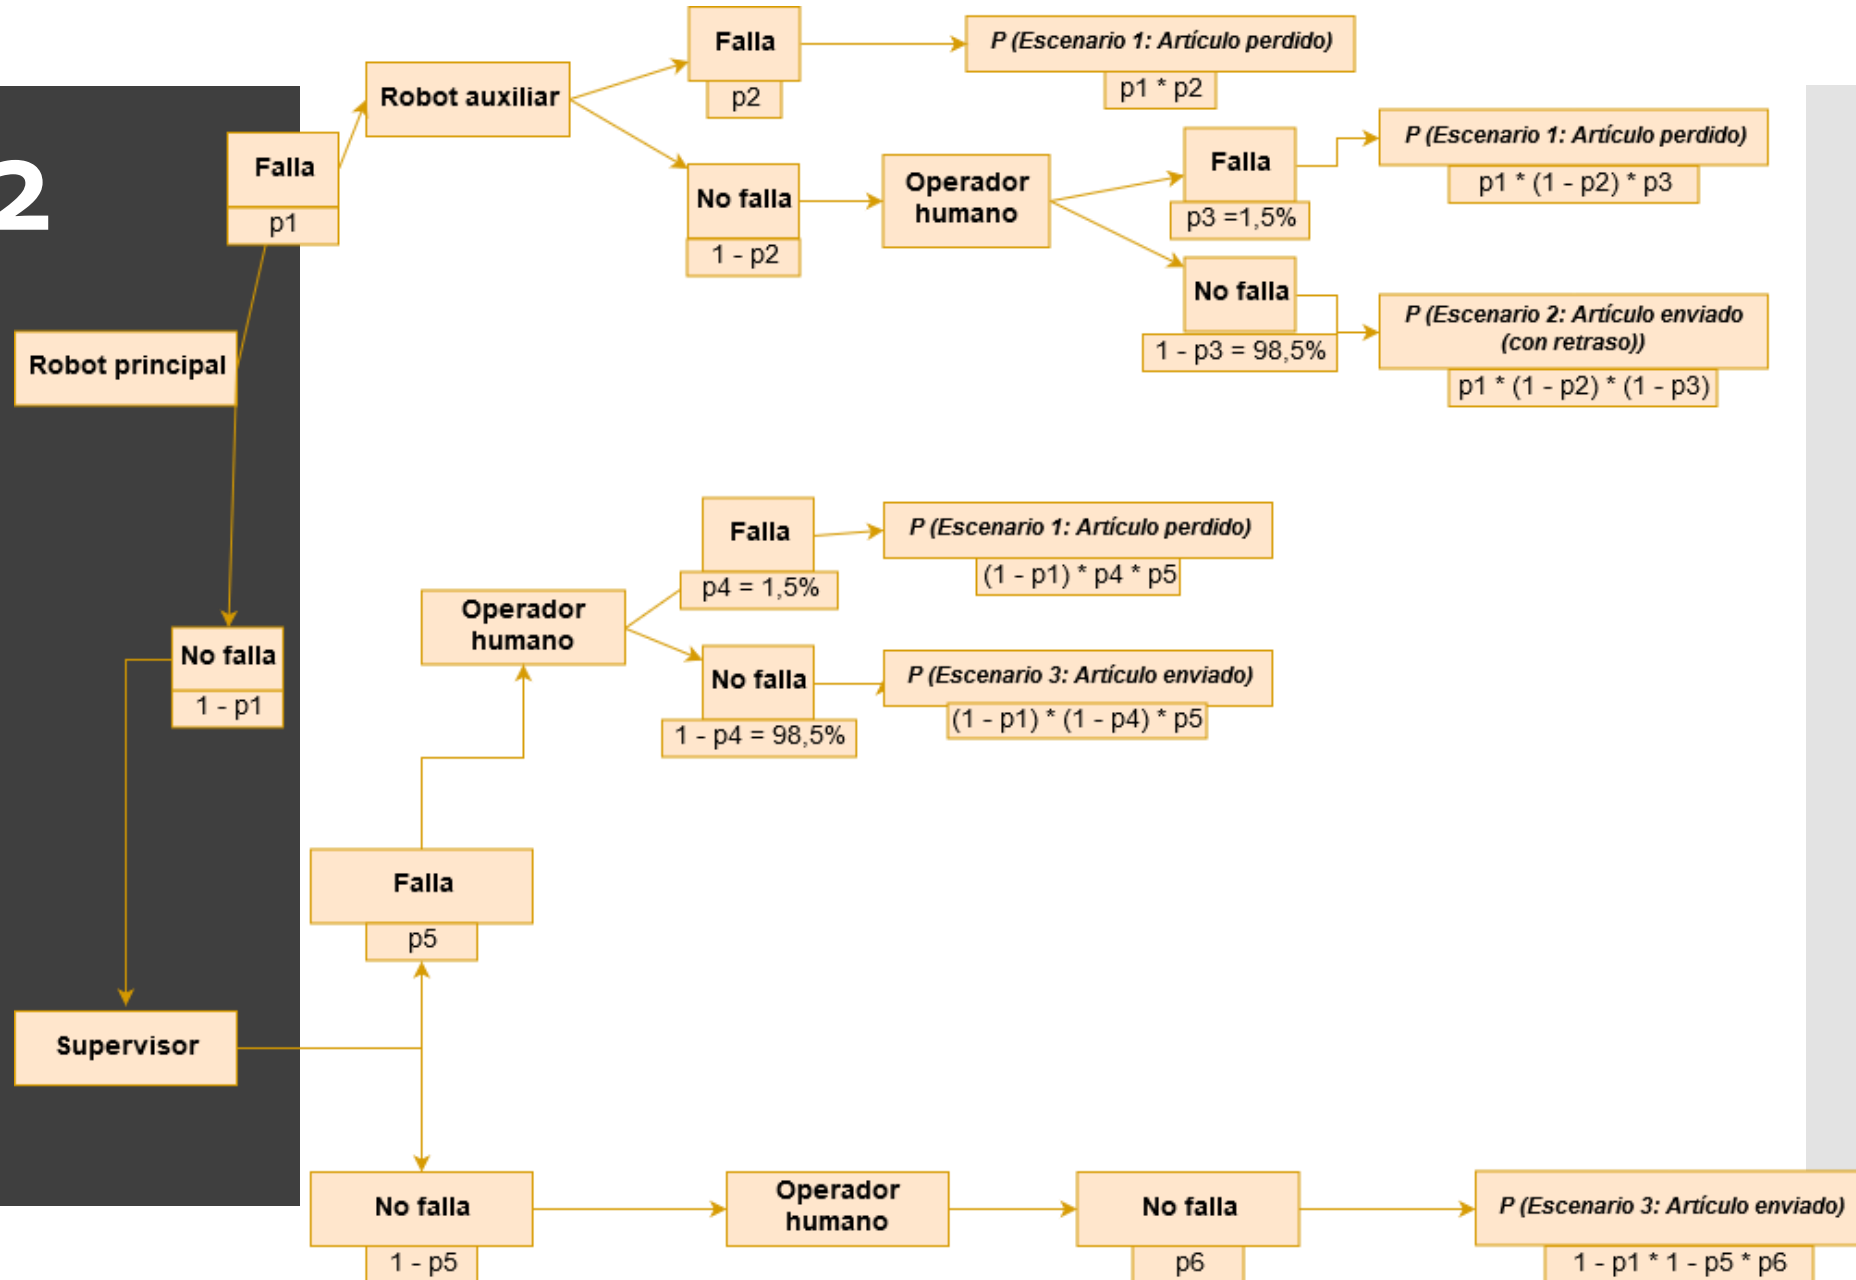 2
Falla
p1
Robot principal
No falla
1 - p1
Supervisor
Robot auxiliar
Falla
p2
P (Escenario 1: Artículo perdido)
p1 * p2
No falla
1 - p2
Operador
humano
Falla
p3 =1,5%
P (Escenario 1: Artículo perdido)
p1 * (1 - p2) * p3
No falla
1 - p3 = 98,5%
P (Escenario 2: Artículo enviado
(con retraso))
p1 * (1 - p2) * (1 - p3)
Operador
humano
Falla
p4 = 1,5%
P (Escenario 1: Artículo perdido)
(1 - p1) * p4 * p5
No falla
1 - p4 = 98,5%
P (Escenario 3: Artículo enviado)
(1 - p1) * (1 - p4) * p5
Falla
p5
No falla
1 - p5
Operador
humano
No falla
p6
P (Escenario 3: Artículo enviado)
1 - p1 * 1 - p5 * p6